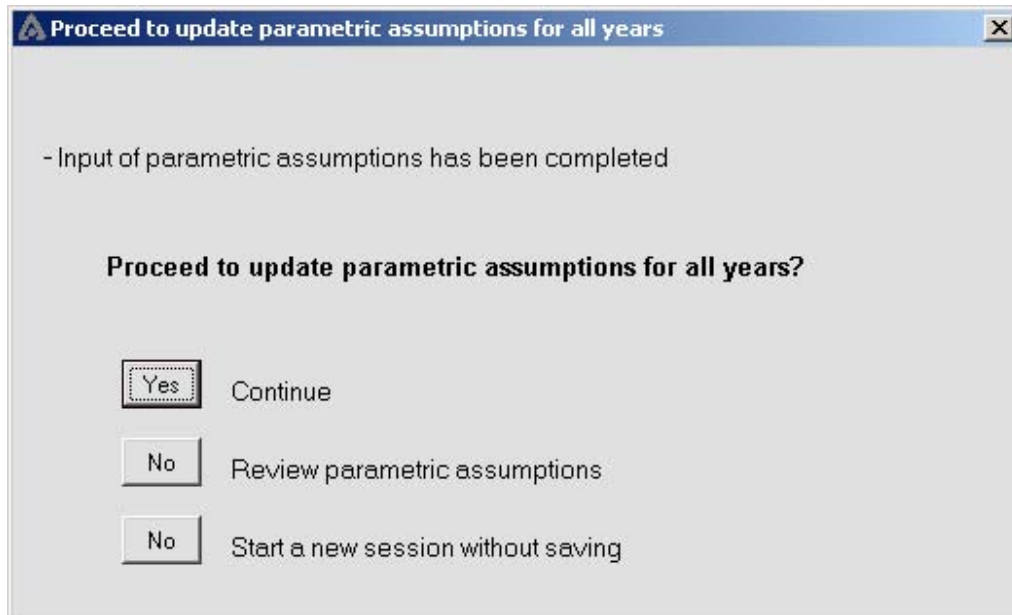 Proceed to update parametric assumptions for all years
- Input of parametric assumptions has been completed
Proceed to update parametric assumptions for all years?
Yes Continue
No Review parametric assumptions
No Start a new session without saving